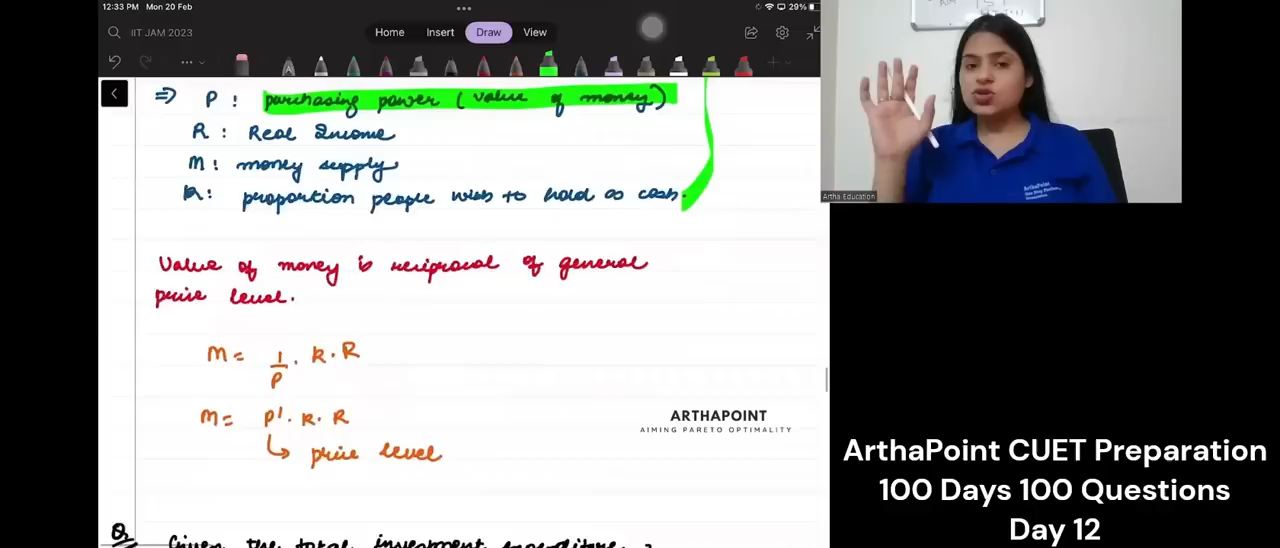 12:33 PM Mon 20 Feb
29%
IIT JAM 2023
Home Insert Draw View
=> P : purchasing power (value of money)
R : Real Income
M : money supply
k : proportion people wish to hold as cash.
Value of money is reciprocal of general
price level.
M = 1/P . k . R
M = P' . k . R
↳ price level
ARTHAPOINT
AIMING PARETO OPTIMALITY
Given the total investment expenditure
ArthaPoint
Artha Education
ArthaPoint CUET Preparation
100 Days 100 Questions
Day 12